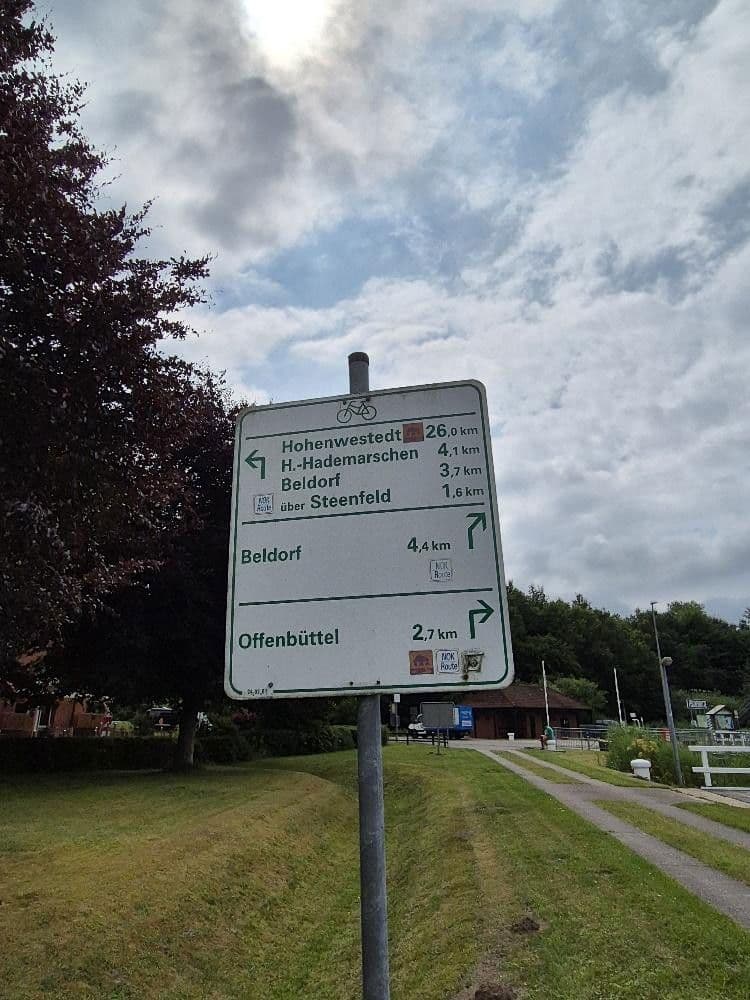 Hohenwestedt 26,0 km
H.-Hademarschen 4,1 km
Beldorf 3,7 km
NOK
Route
über Steenfeld 1,6 km
Beldorf 4,4 km
NOK
Route
Offenbüttel 2,7 km
NOK
Route